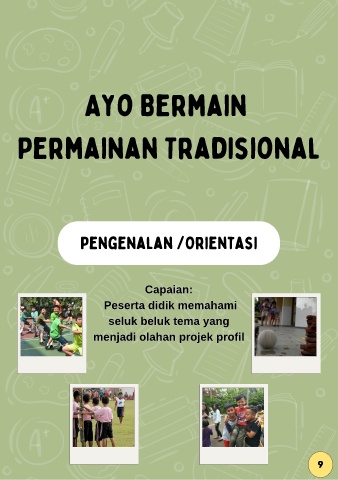 AYO BERMAIN
PERMAINAN TRADISIONAL
PENGENALAN /ORIENTASI
Capaian:
Peserta didik memahami
seluk beluk tema yang
menjadi olahan projek profil
9